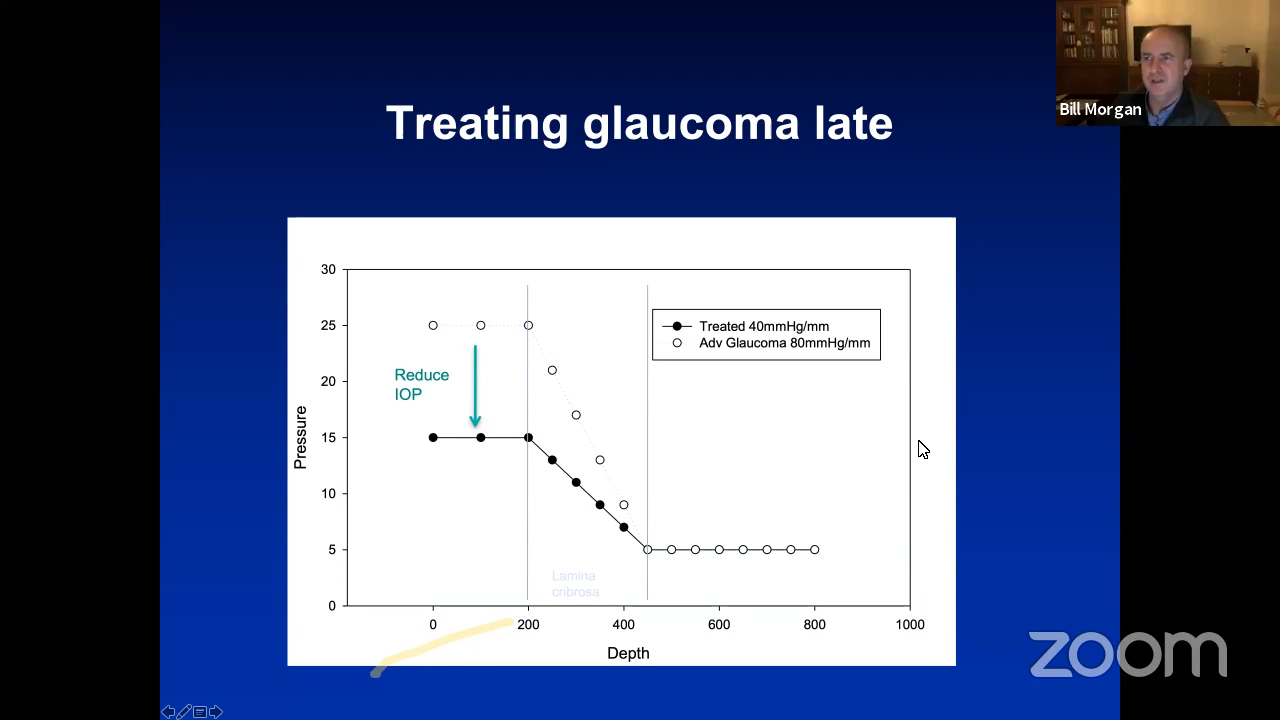 Treating glaucoma late
Bill Morgan
30
25
20
15
10
5
0
Pressure
Reduce
IOP
Treated 40mmHg/mm
Adv Glaucoma 80mmHg/mm
Lamina
cribrosa
0 200 400 600 800 1000
Depth
zoom